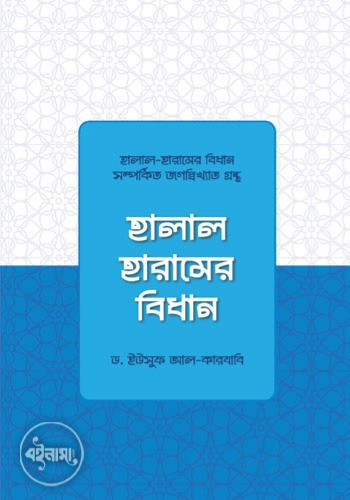 হালাল-হারামের বিধান
সম্পর্কিত জগদ্বিখ্যাত গ্রন্থ
হালাল
হারামের
বিধান
ড. ইউসুফ আল-কারযাবি
বইনামা